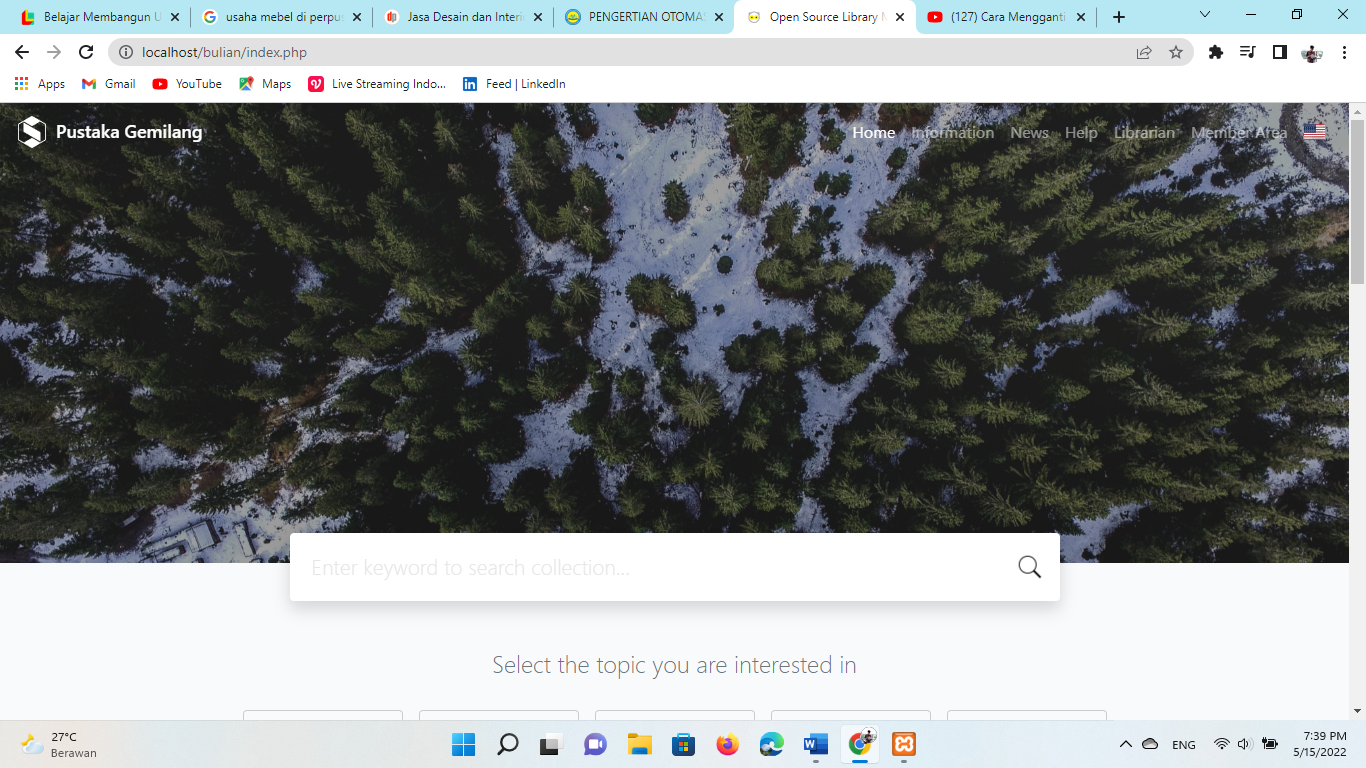 Belajar Membangun U
usaha mebel di perpus
Jasa Desain dan Interi
PENGERTIAN OTOMAS
Open Source Library M
(127) Cara Mengganti
localhost/bulian/index.php
Apps
Gmail
YouTube
Maps
Live Streaming Indo...
Feed | LinkedIn
Pustaka Gemilang
Home
Information
News
Help
Librarian
Member Area
Enter keyword to search collection...
Select the topic you are interested in
27°C
Berawan
ENG
7:39 PM
5/15/2022